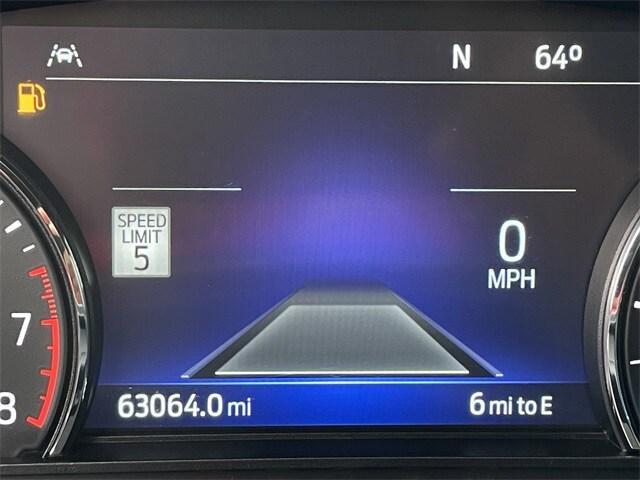 N 64°
SPEED
LIMIT
5
0
MPH
7
8
63064.0 mi 6 mi to E